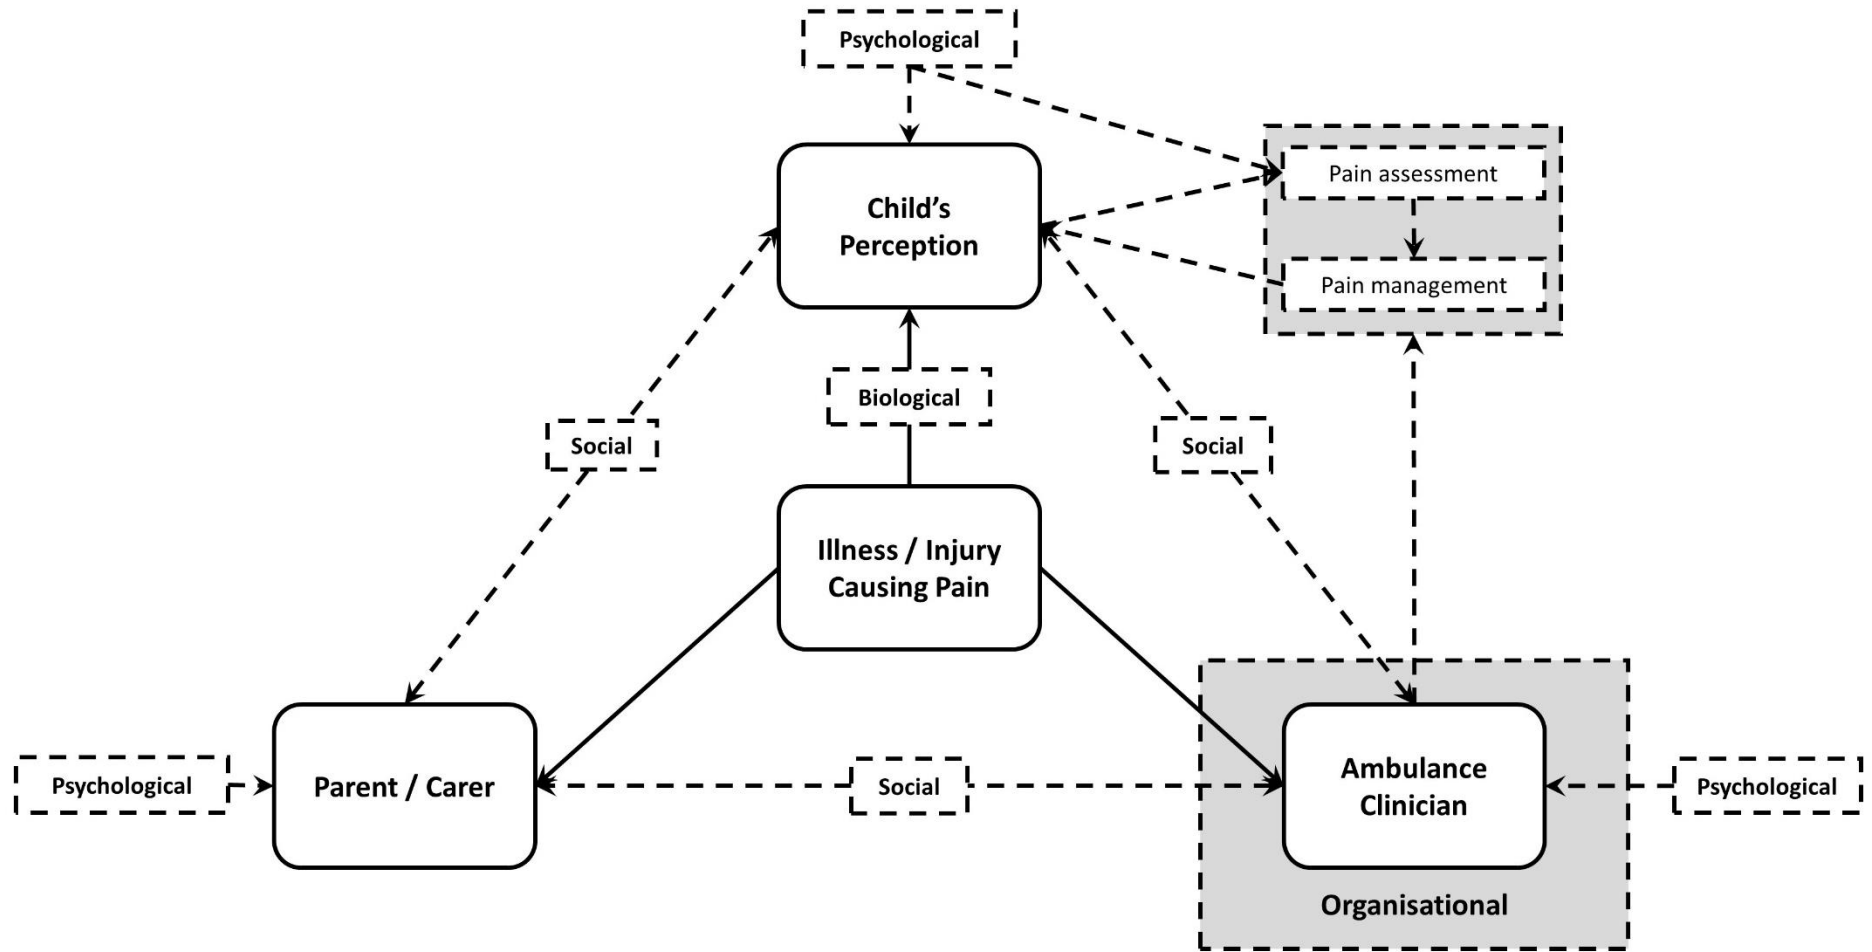 Psychological
Pain assessment
Child’s
Perception
Pain management
Biological
Social
Social
Illness / Injury
Causing Pain
Psychological
Parent / Carer
Social
Ambulance
Clinician
Psychological
Organisational